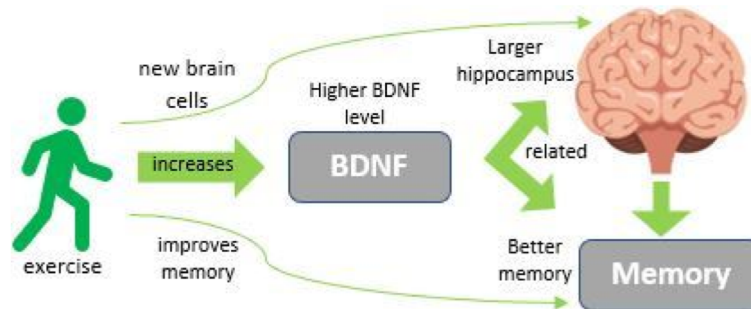 new brain
cells
Higher BDNF
level
Larger
hippocampus
increases
BDNF
related
exercise
improves
memory
Better
memory
Memory